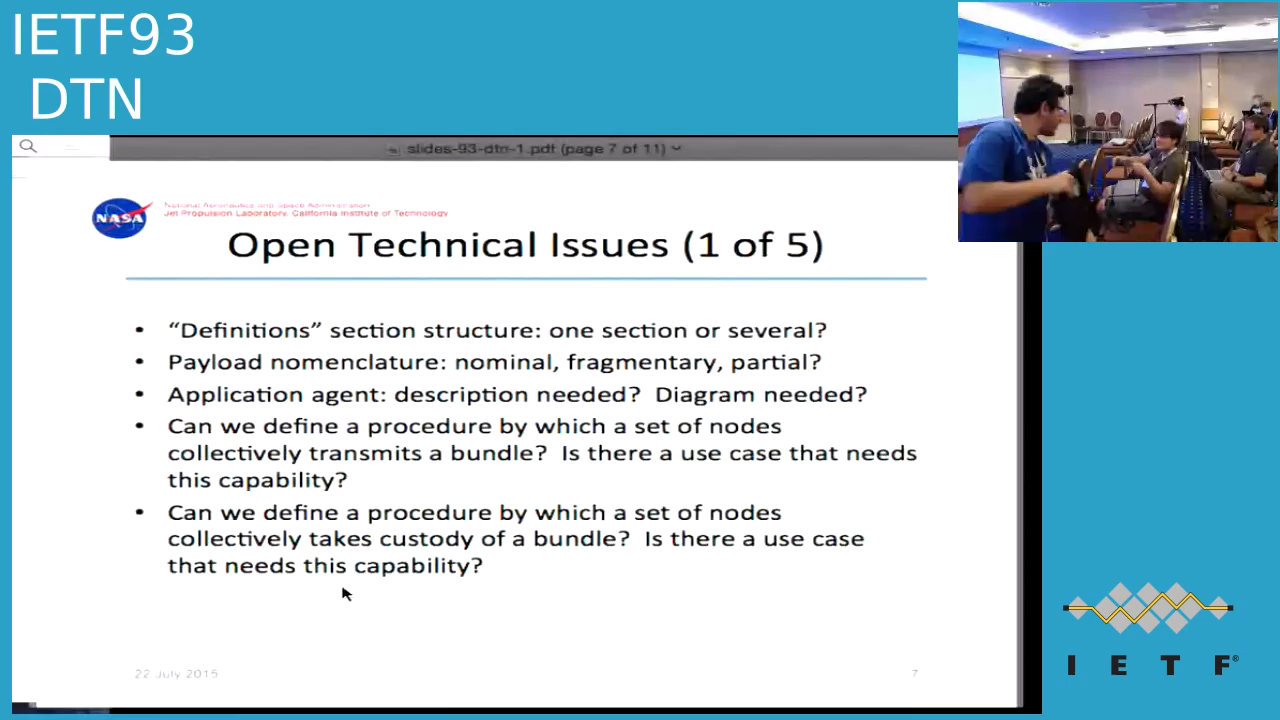 IETF93
DTN
slides-93-dtn-1.pdf (page 7 of 11)
NASA
National Aeronautics and Space Administration
Jet Propulsion Laboratory, California Institute of Technology
Open Technical Issues (1 of 5)
• “Definitions” section structure: one section or several?
• Payload nomenclature: nominal, fragmentary, partial?
• Application agent: description needed? Diagram needed?
• Can we define a procedure by which a set of nodes
collectively transmits a bundle? Is there a use case that needs
this capability?
• Can we define a procedure by which a set of nodes
collectively takes custody of a bundle? Is there a use case
that needs this capability?
22 July 2015
7
I E T F®